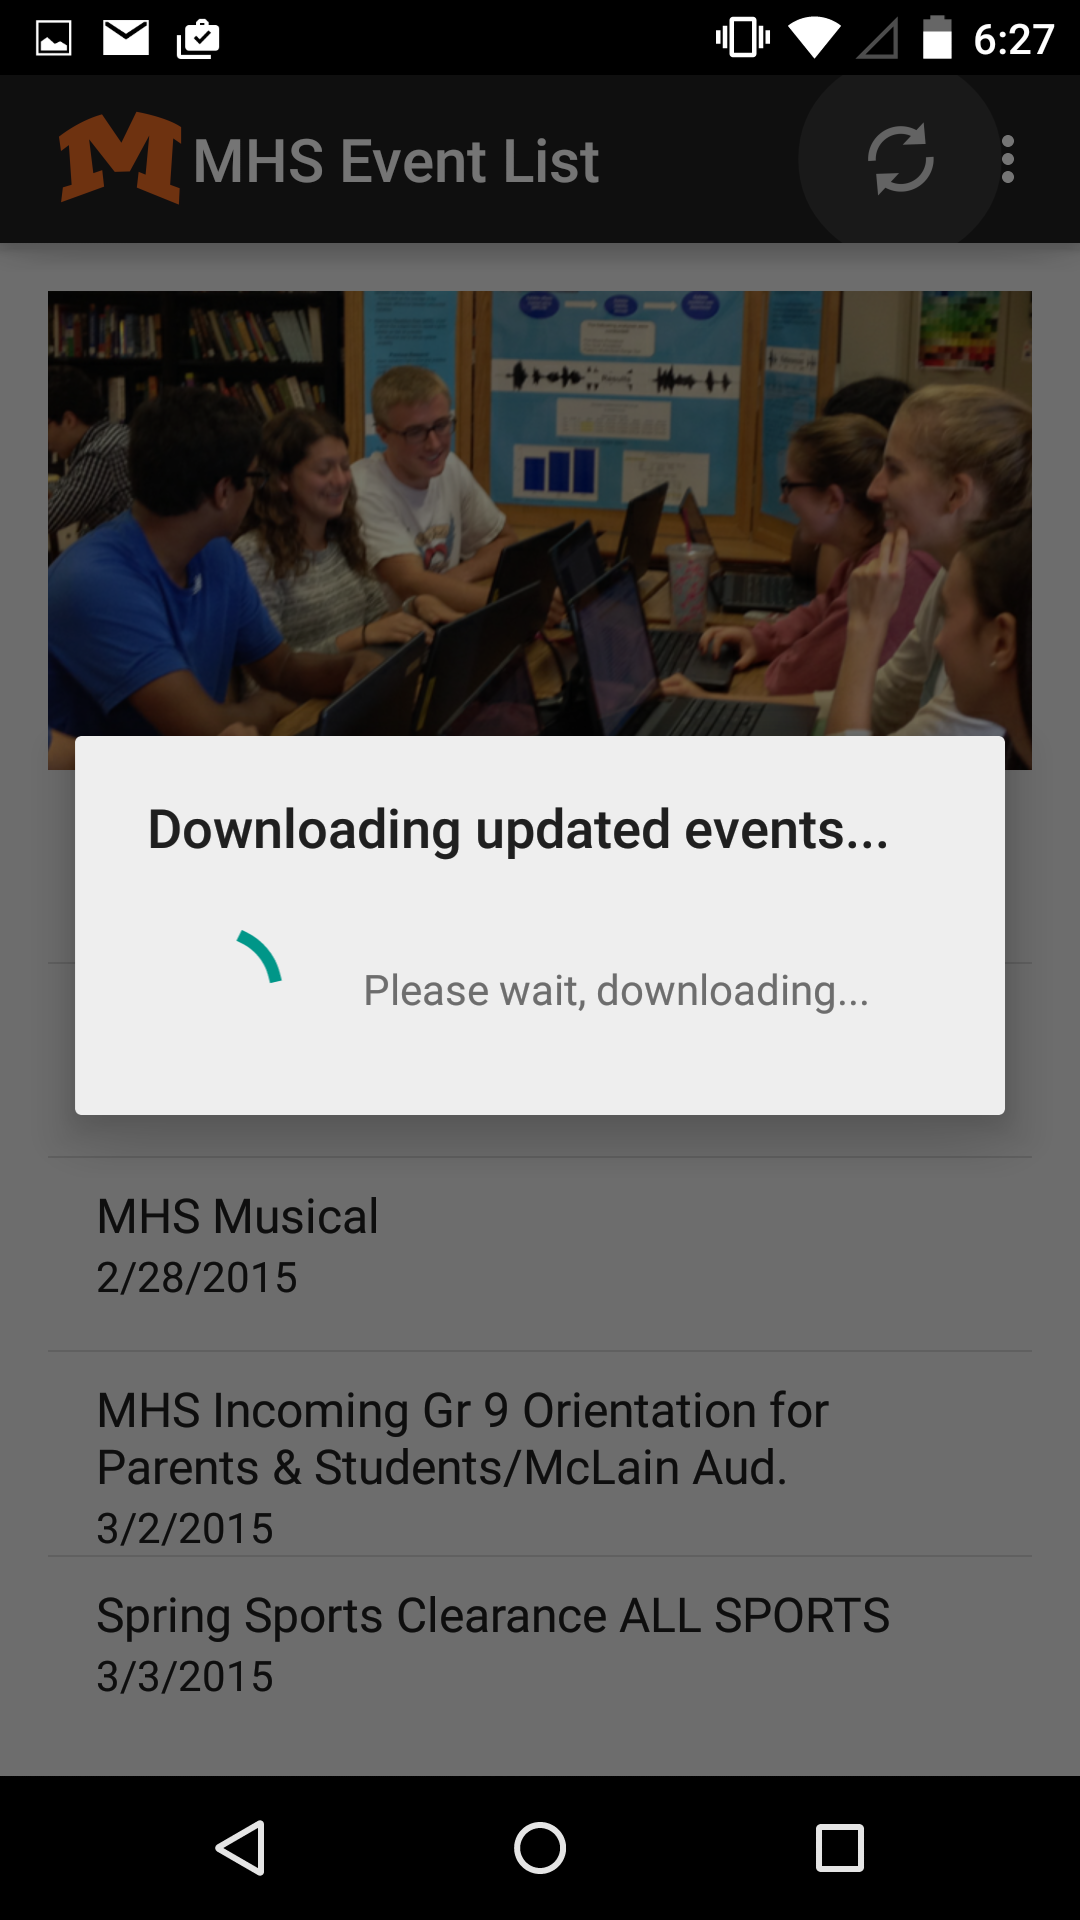 6:27
M MHS Event List
Results
Downloading updated events...
Please wait, downloading...
MHS Musical
2/28/2015
MHS Incoming Gr 9 Orientation for
Parents & Students/McLain Aud.
3/2/2015
Spring Sports Clearance ALL SPORTS
3/3/2015